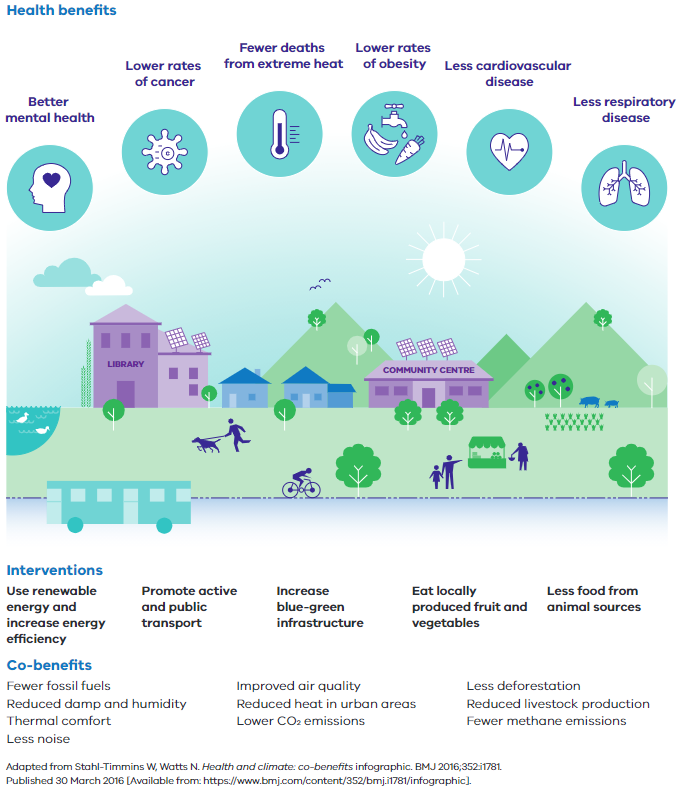 Health benefits
Better
mental health
Lower rates
of cancer
Fewer deaths
from extreme heat
Lower rates
of obesity
Less cardiovascular
disease
Less respiratory
disease
LIBRARY
COMMUNITY CENTRE
Interventions
Use renewable
energy and
increase energy
efficiency
Promote active
and public
transport
Increase
blue-green
infrastructure
Eat locally
produced fruit and
vegetables
Less food from
animal sources
Co-benefits
Fewer fossil fuels
Reduced damp and humidity
Thermal comfort
Less noise
Improved air quality
Reduced heat in urban areas
Lower CO₂ emissions
Less deforestation
Reduced livestock production
Fewer methane emissions
Adapted from Stahl-Timmins W, Watts N. Health and climate: co-benefits infographic. BMJ 2016;352:i1781.
Published 30 March 2016 [Available from: https://www.bmj.com/content/352/bmj.i1781/infographic].